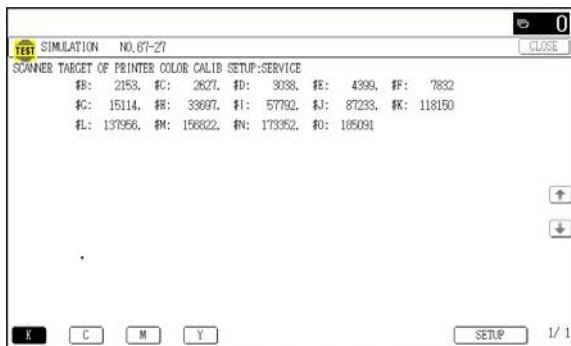 0
TEST SIMULATION NO.67-27 CLOSE
SCANNER TARGET OF PRINTER COLOR CALIB SETUP:SERVICE
#B: 2153, #C: 2627, #D: 3038, #E: 4399, #F: 7832
#G: 15114, #H: 33697, #I: 57792, #J: 87233, #K: 118150
#L: 137956, #M: 156822, #N: 173352, #O: 185091
K C M Y SETUP 1/ 1